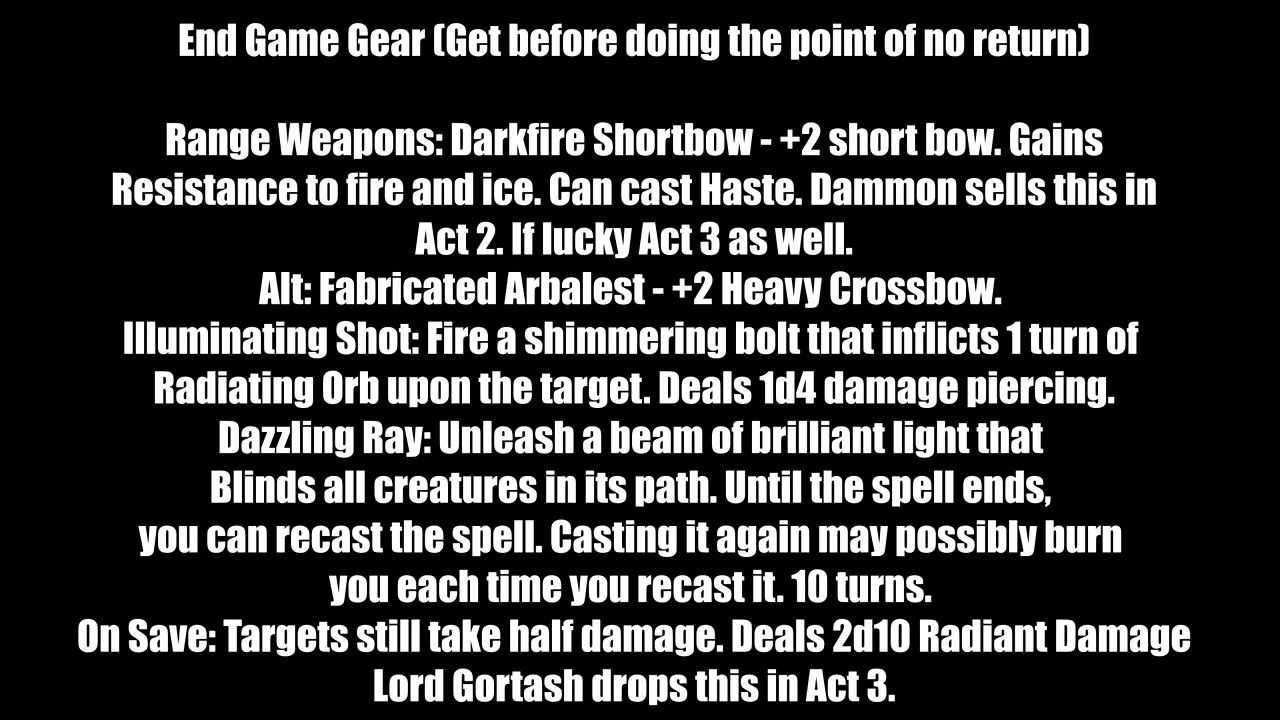 End Game Gear (Get before doing the point of no return)
Range Weapons: Darkfire Shortbow - +2 short bow. Gains
Resistance to fire and ice. Can cast Haste. Dammon sells this in
Act 2. If lucky Act 3 as well.
Alt: Fabricated Arbalest - +2 Heavy Crossbow.
Illuminating Shot: Fire a shimmering bolt that inflicts 1 turn of
Radiating Orb upon the target. Deals 1d4 damage piercing.
Dazzling Ray: Unleash a beam of brilliant light that
Blinds all creatures in its path. Until the spell ends,
you can recast the spell. Casting it again may possibly burn
you each time you recast it. 10 turns.
On Save: Targets still take half damage. Deals 2d10 Radiant Damage
Lord Gortash drops this in Act 3.